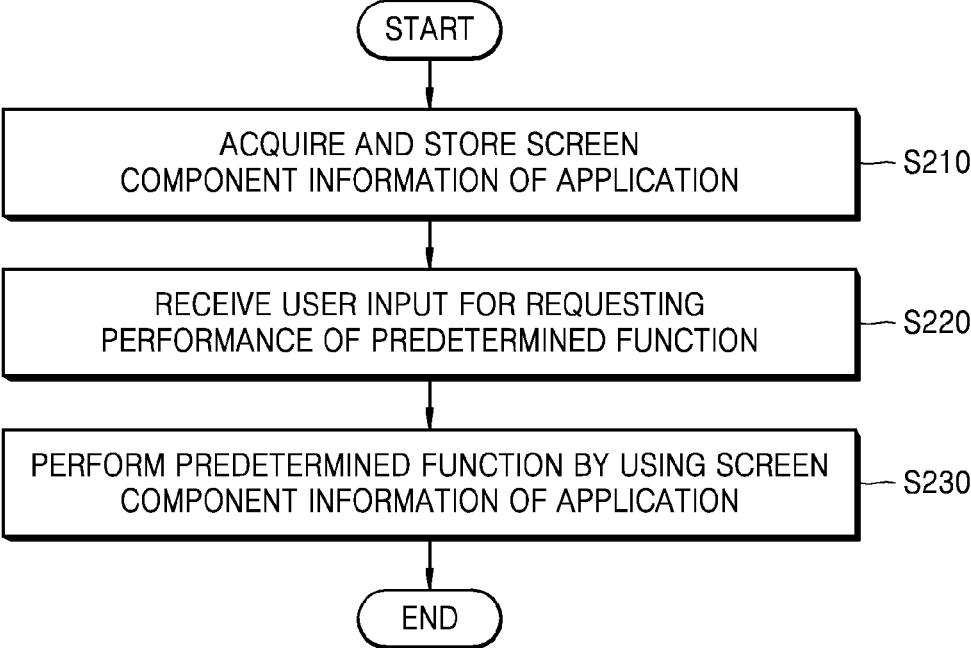 START
ACQUIRE AND STORE SCREEN
COMPONENT INFORMATION OF APPLICATION
S210
RECEIVE USER INPUT FOR REQUESTING
PERFORMANCE OF PREDETERMINED FUNCTION
S220
PERFORM PREDETERMINED FUNCTION BY USING SCREEN
COMPONENT INFORMATION OF APPLICATION
S230
END